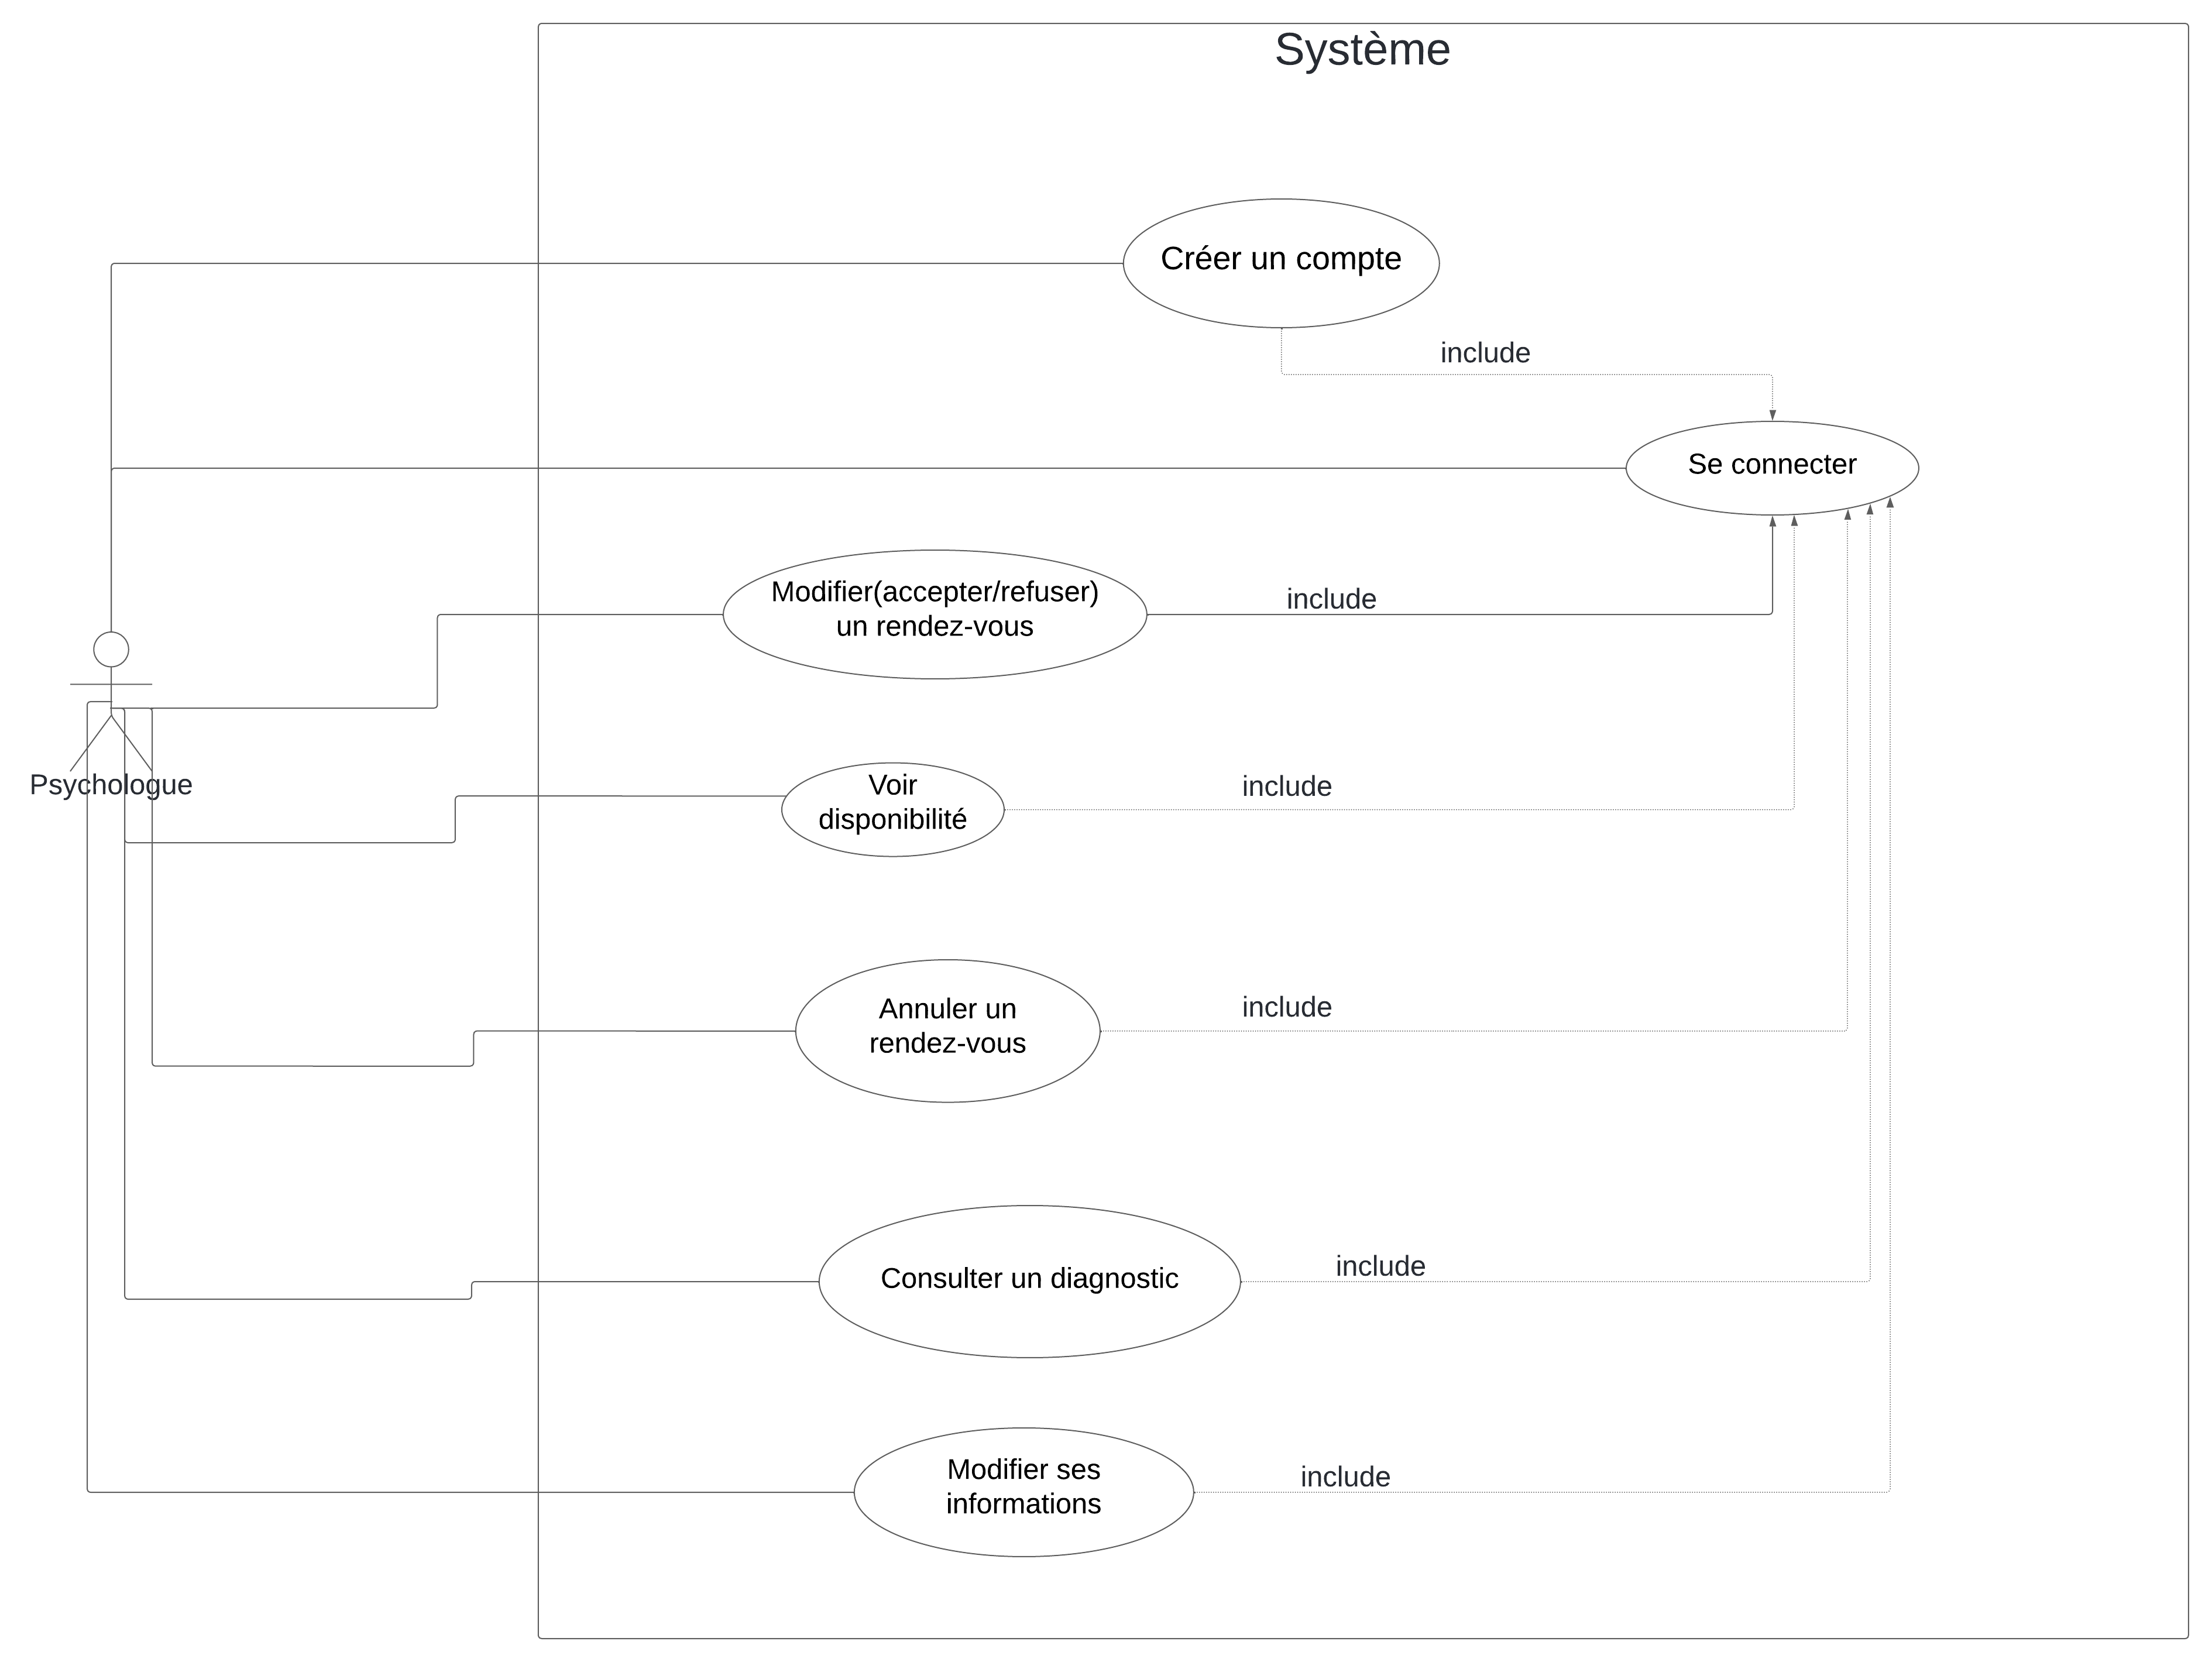 Système
Créer un compte
include
Se connecter
Modifier(accepter/refuser)
un rendez-vous
include
Psychologue
Voir
disponibilité
include
Annuler un
rendez-vous
include
Consulter un diagnostic
include
Modifier ses
informations
include